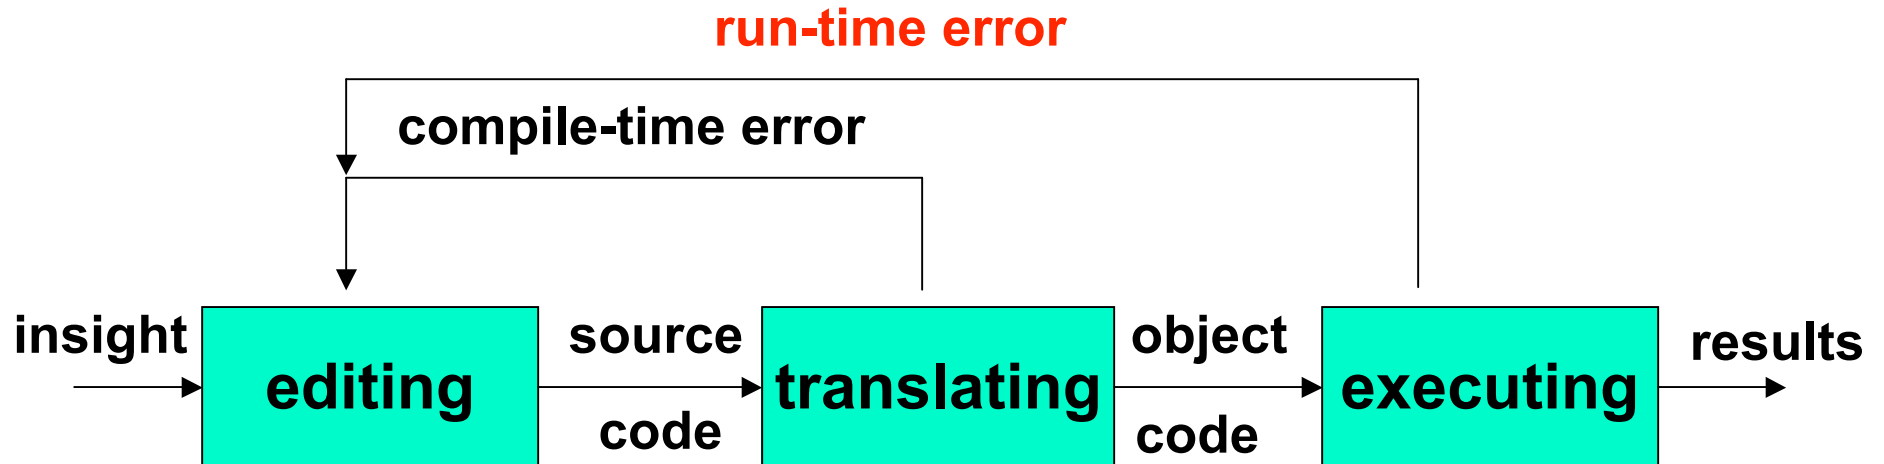 run-time error
compile-time error
insight
editing
source
code
translating
object
code
executing
results